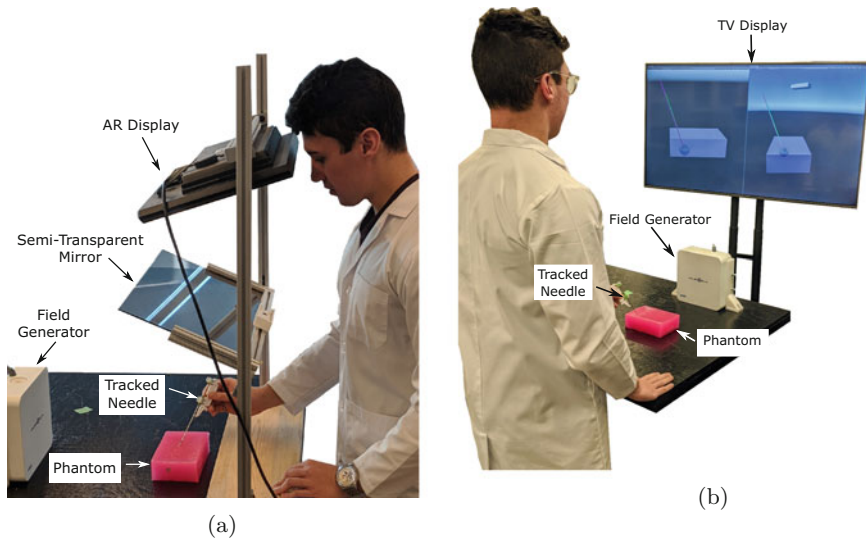 AR Display
Semi-Transparent
Mirror
Field
Generator
Tracked
Needle
Phantom
(a)
TV Display
Field Generator
Tracked
Needle
Phantom
(b)